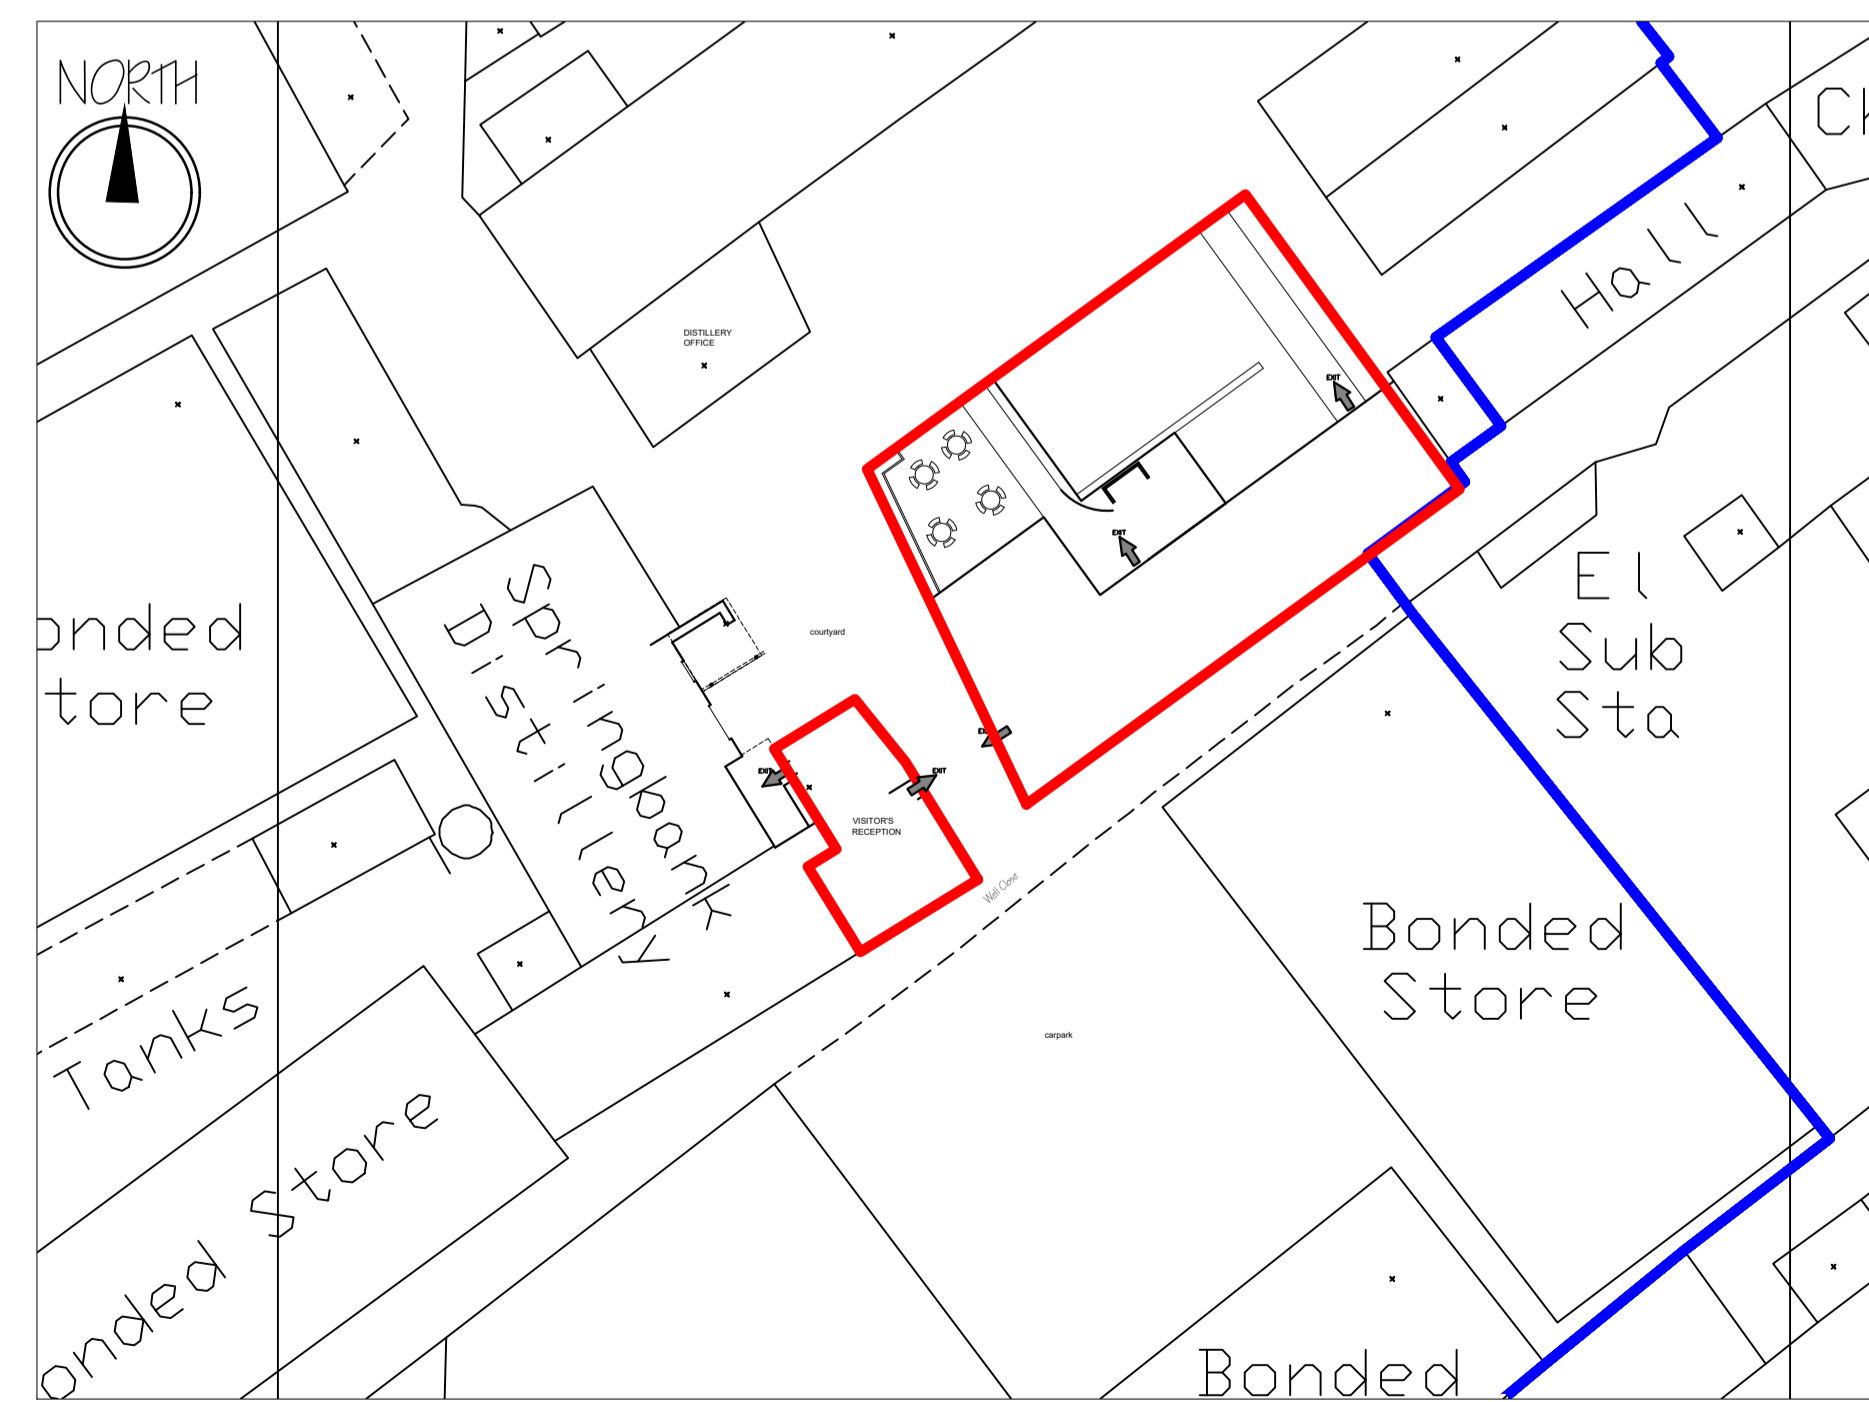 NORTH
Ch
Hall
DISTILLERY
OFFICE
EXIT
EXIT
El
Sub
Sta
onded
tore
Springbank
Distillery
courtyard
EXIT
EXIT
EXIT
VISITOR'S
RECEPTION
Well Close
Bonded
Store
Tanks
carpark
onded Store
Bonded